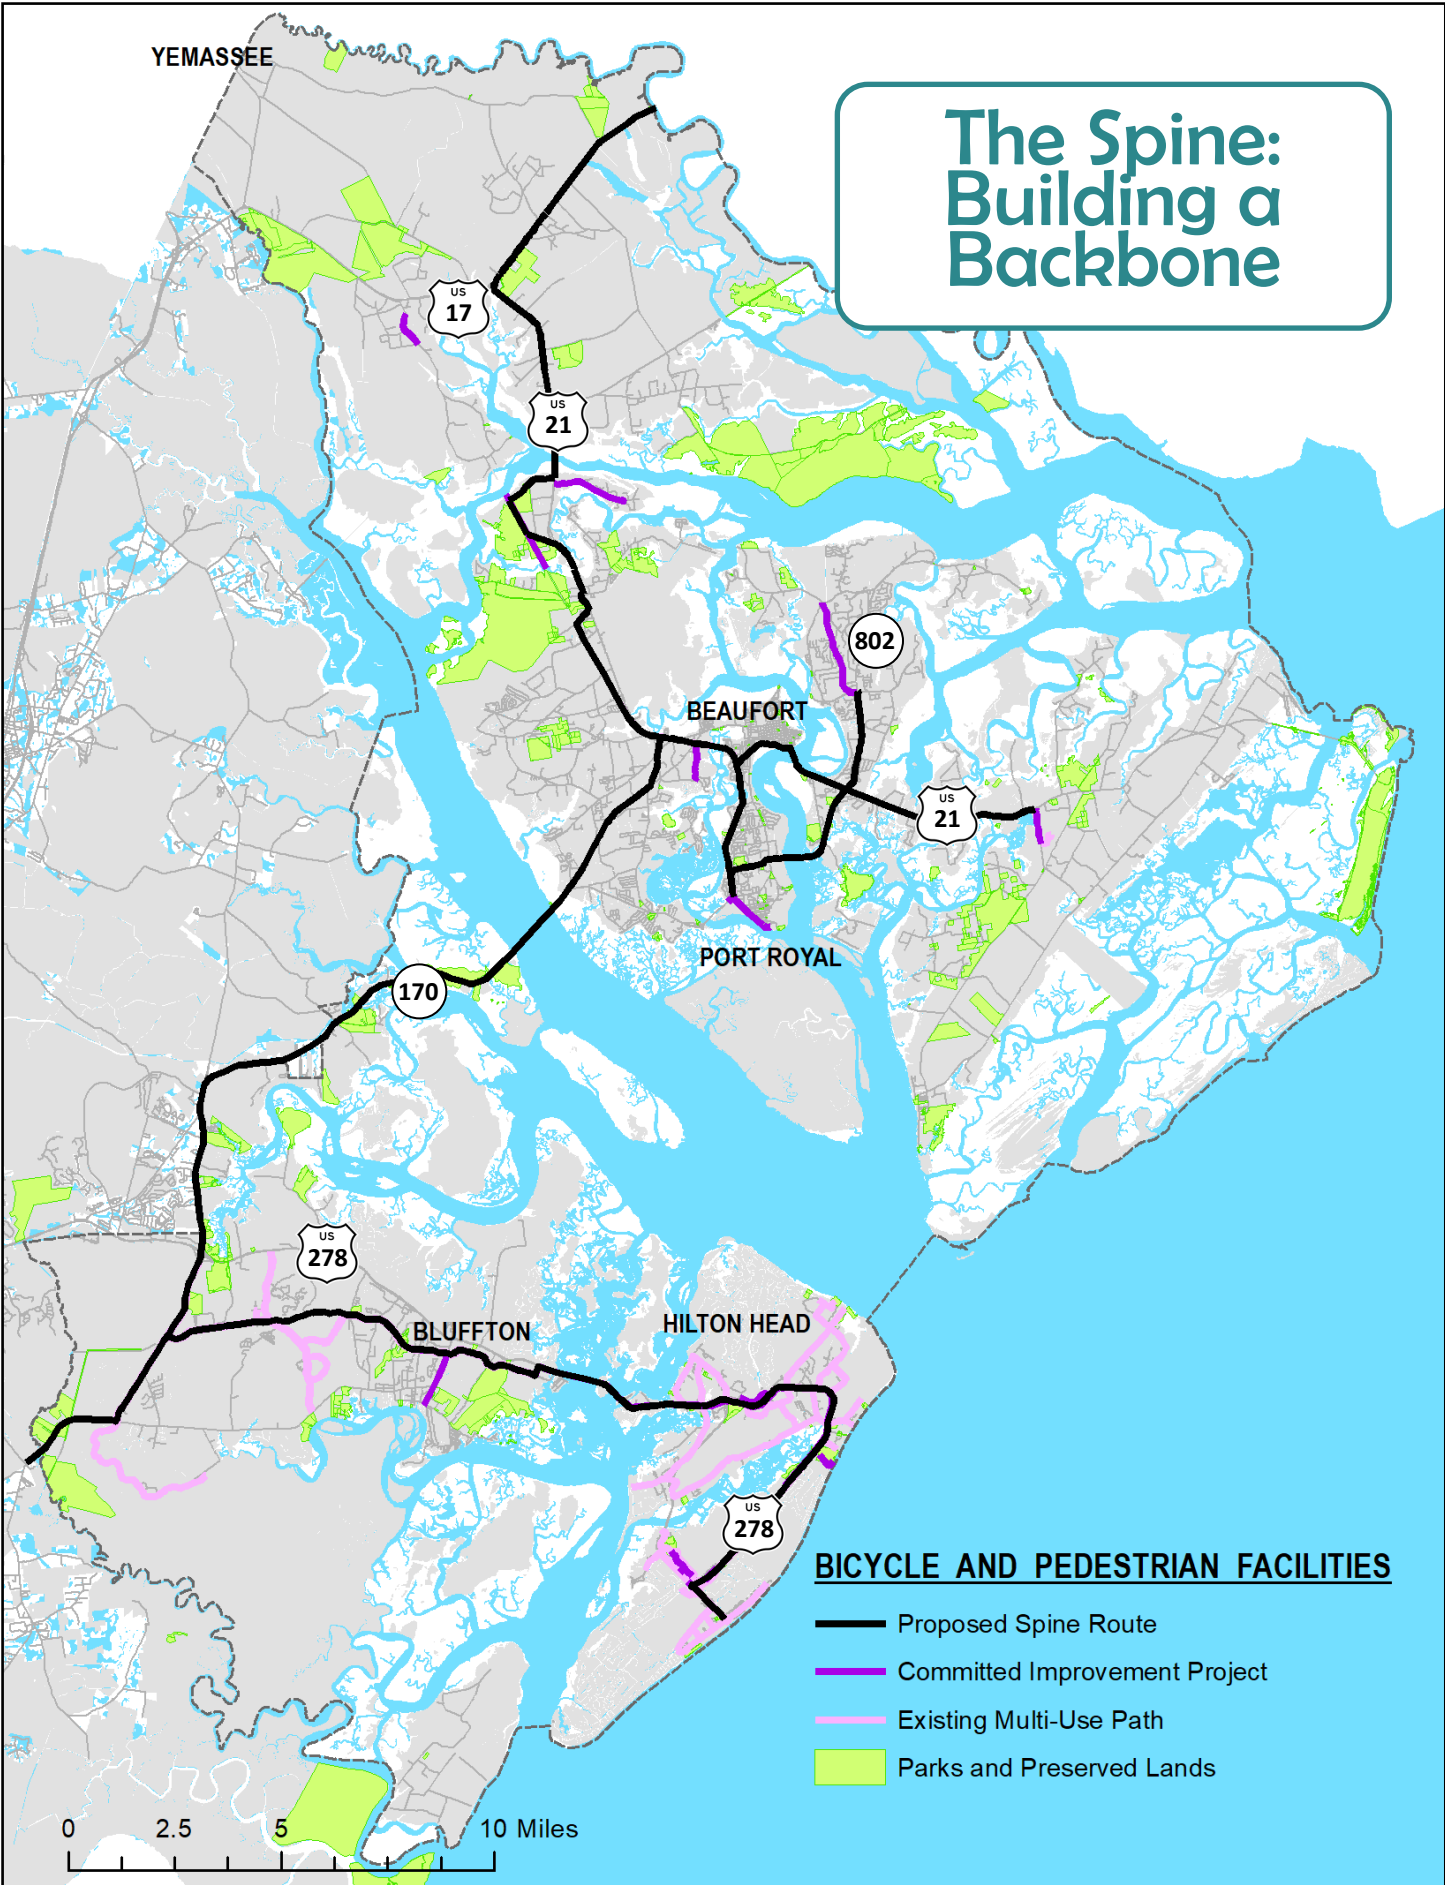 YEMASSEE
The Spine:
Building a
Backbone
US
17
US
21
802
BEAUFORT
US
21
PORT ROYAL
170
US
278
BLUFFTON
HILTON HEAD
US
278
BICYCLE AND PEDESTRIAN FACILITIES
Proposed Spine Route
Committed Improvement Project
Existing Multi-Use Path
Parks and Preserved Lands
0 2.5 5 10 Miles